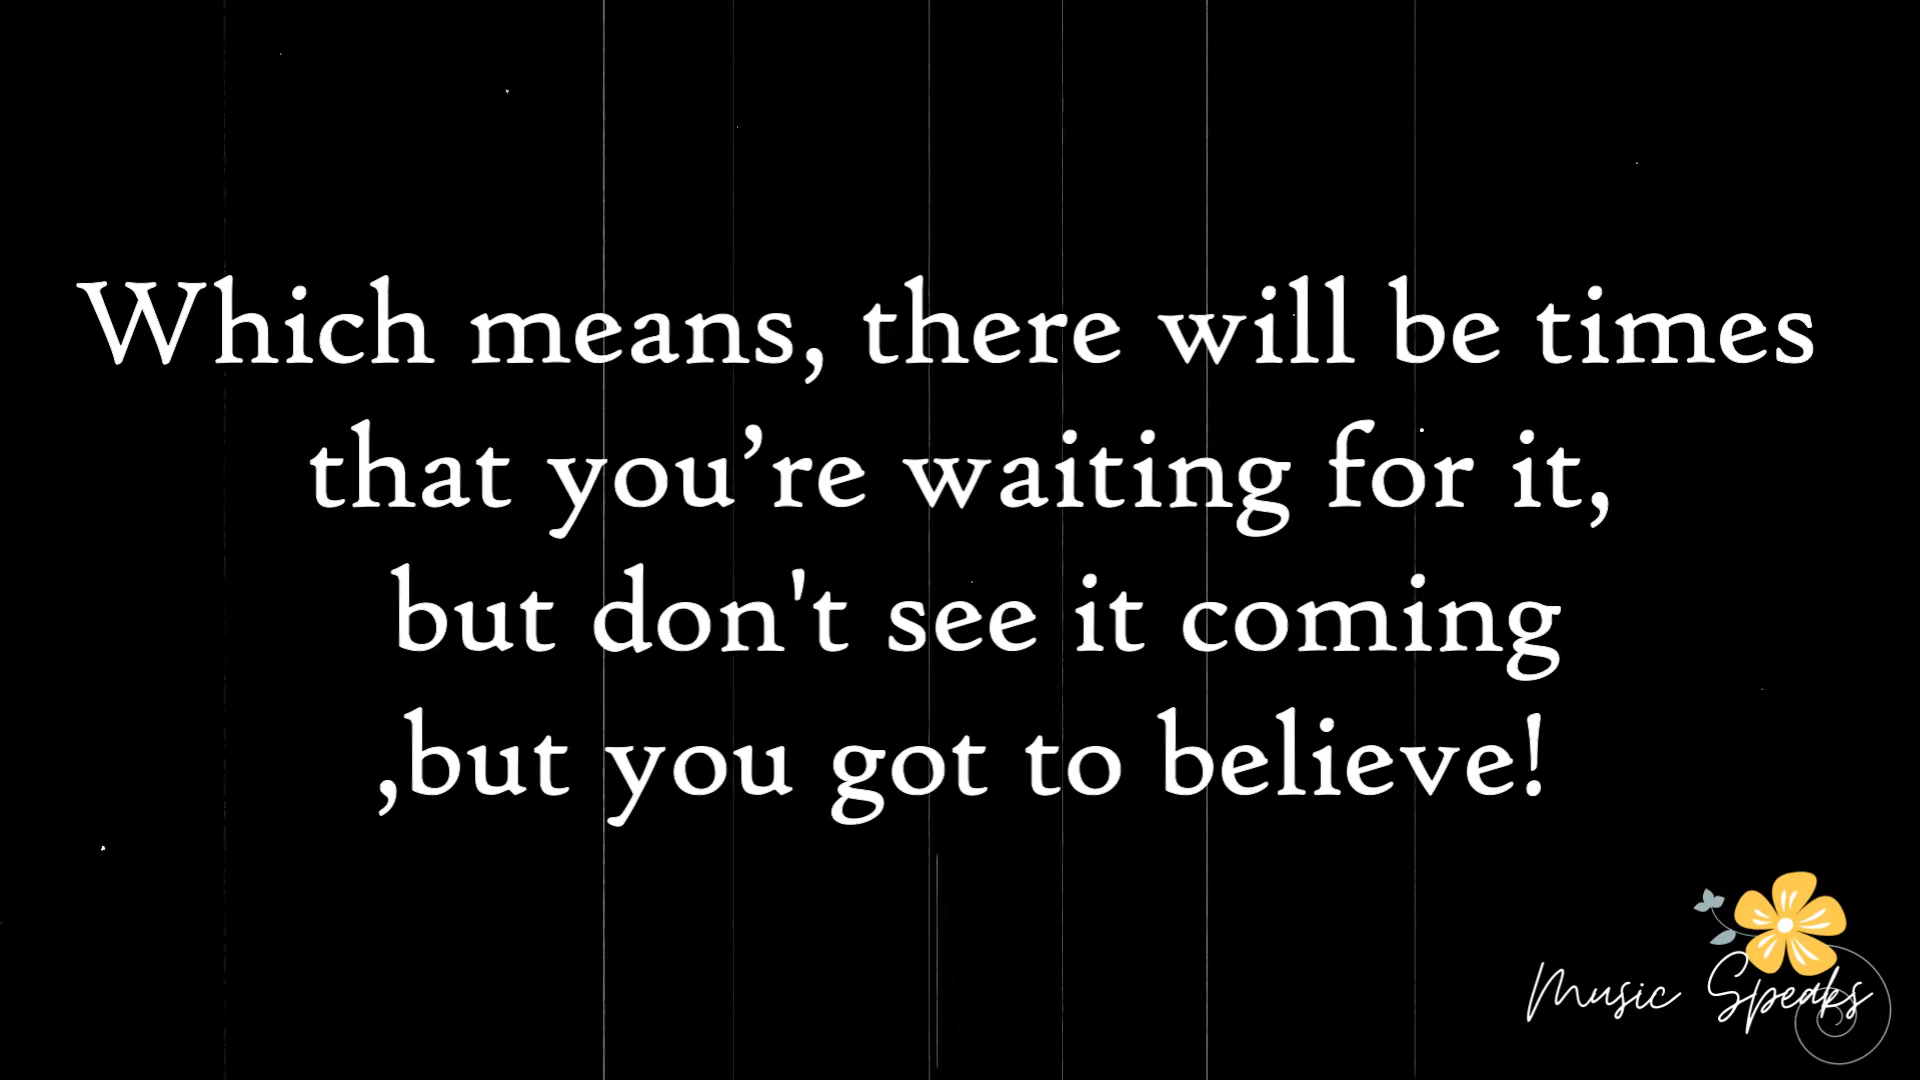 Which means, there will be times
that you’re waiting for it,
but don't see it coming
,but you got to believe!
Music Speaks